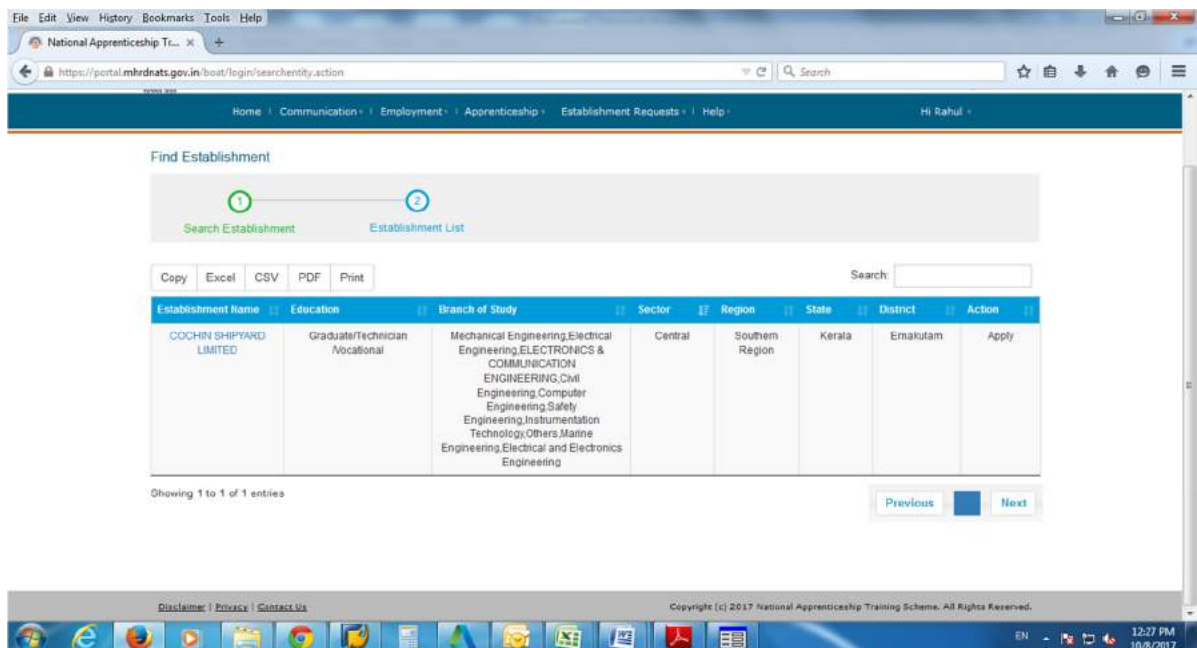 File Edit View History Bookmarks Tools Help
National Apprenticeship Tr... × +
https://portal.mhrdnats.gov.in/boat/login/searchentity.action Search
Home Communication Employment Apprenticeship Establishment Requests Help Hi Rahul
Find Establishment
1 2
Search Establishment Establishment List
Copy Excel CSV PDF Print Search:
Establishment Name Education Branch of Study Sector Region State District Action
COCHIN SHIPYARD
LIMITED
Graduate/Technician
/Vocational
Mechanical Engineering,Electrical
Engineering,ELECTRONICS &
COMMUNICATION
ENGINEERING,Civil
Engineering,Computer
Engineering,Safety
Engineering,Instrumentation
Technology,Others,Marine
Engineering,Electrical and Electronics
Engineering
Central
Southern
Region
Kerala
Ernakulam
Apply
Showing 1 to 1 of 1 entries
Previous Next
Disclaimer | Privacy | Contact Us Copyright (c) 2017 National Apprenticeship Training Scheme. All Rights Reserved.
EN 12:27 PM
10/8/2017